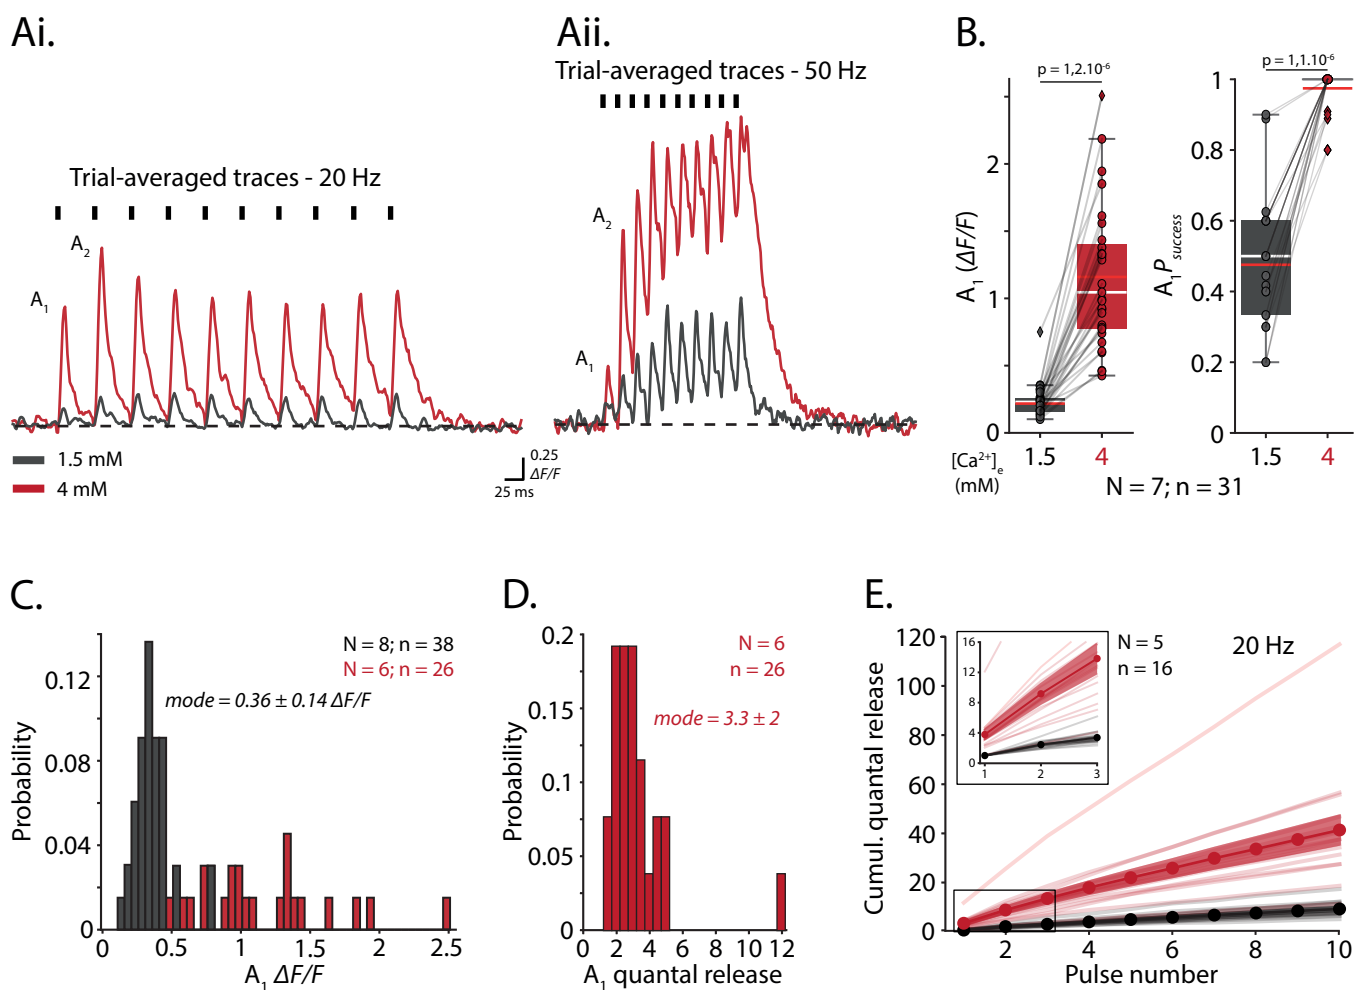 Ai.
Trial-averaged traces - 20 Hz
A1
A2
1.5 mM
4 mM
0.25
ΔF/F
25 ms
Aii.
Trial-averaged traces - 50 Hz
A1
A2
B.
p = 1,2.10-6
A1 (ΔF/F)
2
1
0
1.5
4
[Ca2+]e
(mM)
p = 1,1.10-6
A1 Psuccess
1
0.8
0.6
0.4
0.2
0
1.5
4
N = 7; n = 31
C.
N = 8; n = 38
N = 6; n = 26
mode = 0.36 ± 0.14 ΔF/F
Probability
0.12
0.08
0.04
0
0
0.5
1
1.5
2
2.5
A1 ΔF/F
D.
N = 6
n = 26
mode = 3.3 ± 2
Probability
0.2
0.15
0.1
0.05
0
0
2
4
6
8
10
12
A1 quantal release
E.
N = 5
n = 16
20 Hz
Cumul. quantal release
120
100
80
60
40
20
0
16
12
8
4
0
1
2
3
2
4
6
8
10
Pulse number